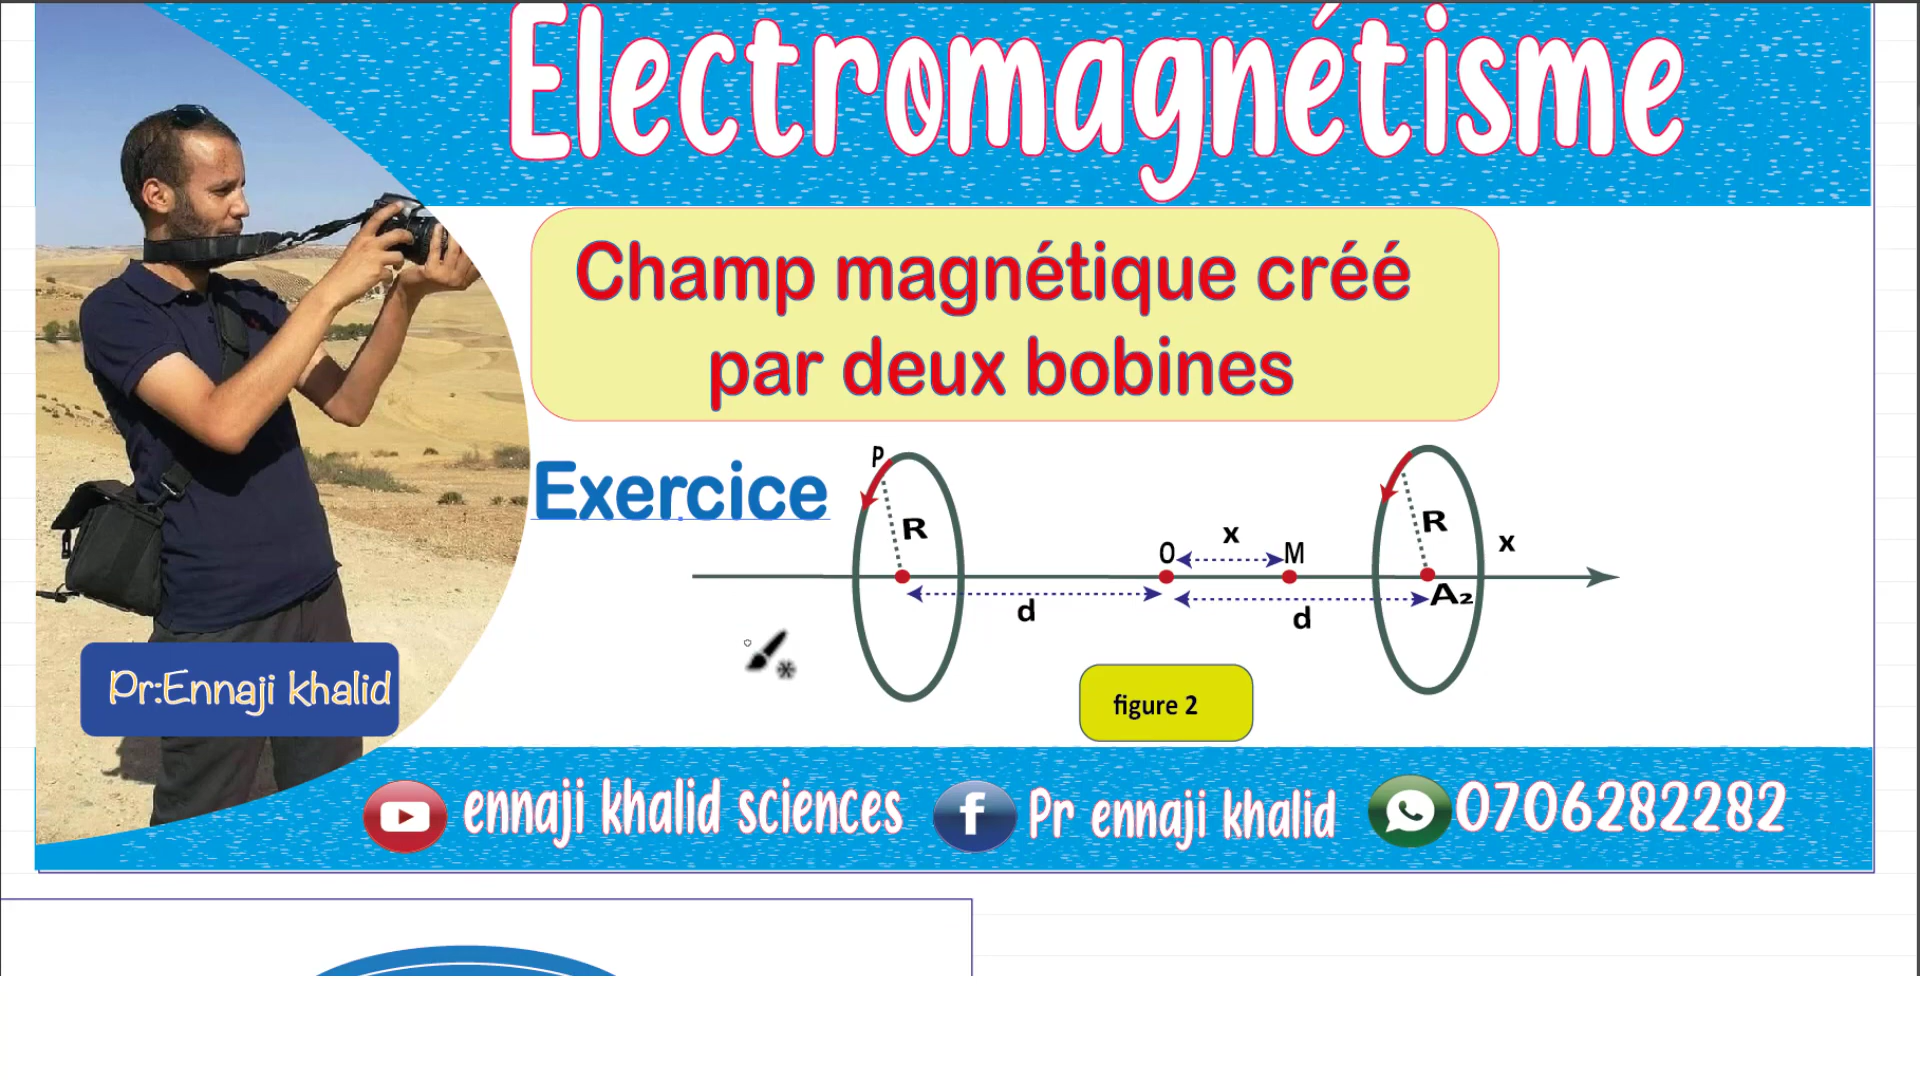 Electromagnétisme
Champ magnétique créé
par deux bobines
Exercice
P
R
R
O
x
M
x
A₂
d
d
figure 2
Pr:Ennaji khalid
ennaji khalid sciences
Pr ennaji khalid
0706282282